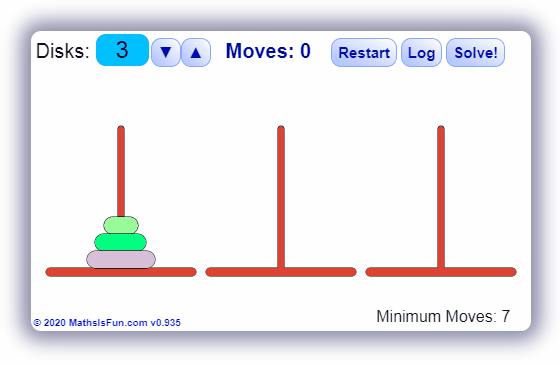 Disks: 3 ▼ ▲ Moves: 0 Restart Log Solve!
Minimum Moves: 7
© 2020 MathsIsFun.com v0.935